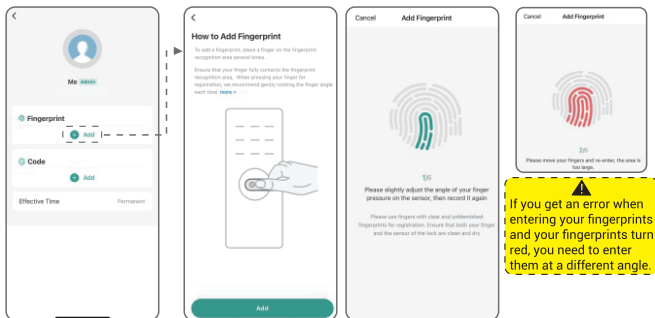 Me Admin
Fingerprint
Add
Code
Add
Effective Time Permanent
How to Add Fingerprint
To add a fingerprint, place a finger on the fingerprint
recognition area several times.
Ensure that your finger fully contacts the fingerprint
recognition area, When pressing your finger for
registration, we recommend gently rotating the finger angle
each time more »
Add
Cancel Add Fingerprint
1/6
Please slightly adjust the angle of your finger
pressure on the sensor, then record it again
Please use fingers with clear and unblemished
fingerprints for registration. Ensure that both your finger
and the sensor of the lock are clean and dry
Cancel Add Fingerprint
2/6
Please move your fingers and re-enter, the area is
too large.
If you get an error when
entering your fingerprints
and your fingerprints turn
red, you need to enter
them at a different angle.